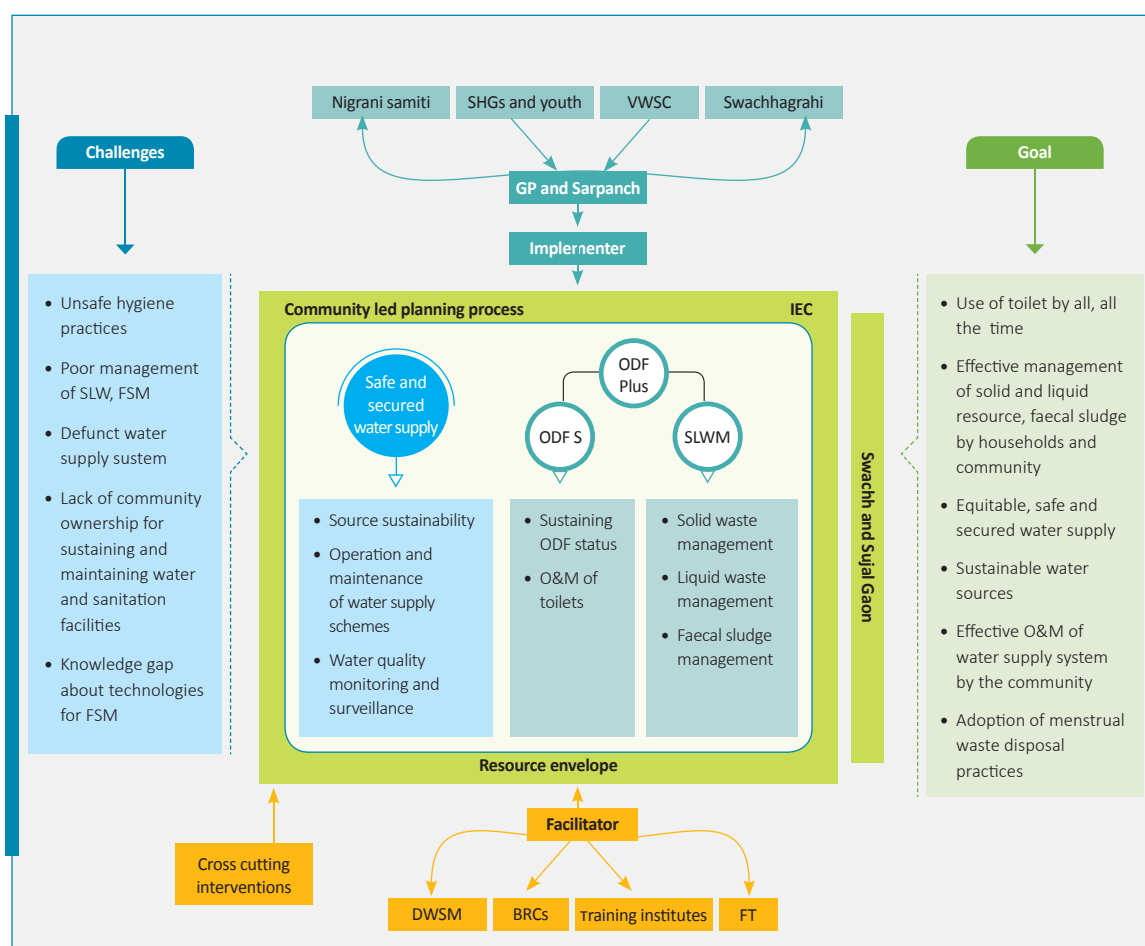 Nigrani samiti
SHGs and youth
VWSC
Swachhagrahi
Challenges
Goal
GP and Sarpanch
Implementer
Unsafe hygiene
practices
Poor management
of SLW, FSM
Defunct water
supply sustem
Lack of community
ownership for
sustaining and
maintaining water
and sanitation
facilities
Knowledge gap
about technologies
for FSM
Community led planning process
IEC
Safe and
secured
water supply
ODF
Plus
ODF S
SLWM
Source sustainability
Operation and
maintenance
of water supply
schemes
Water quality
monitoring and
surveillance
Sustaining
ODF status
O&M of
toilets
Solid waste
management
Liquid waste
management
Faecal sludge
management
Resource envelope
Swachh and Sujal Gaon
Use of toilet by all, all
the time
Effective management
of solid and liquid
resource, faecal sludge
by households and
community
Equitable, safe and
secured water supply
Sustainable water
sources
Effective O&M of
water supply system
by the community
Adoption of menstrual
waste disposal
practices
Facilitator
Cross cutting
interventions
DWSM
BRCs
Training institutes
FT